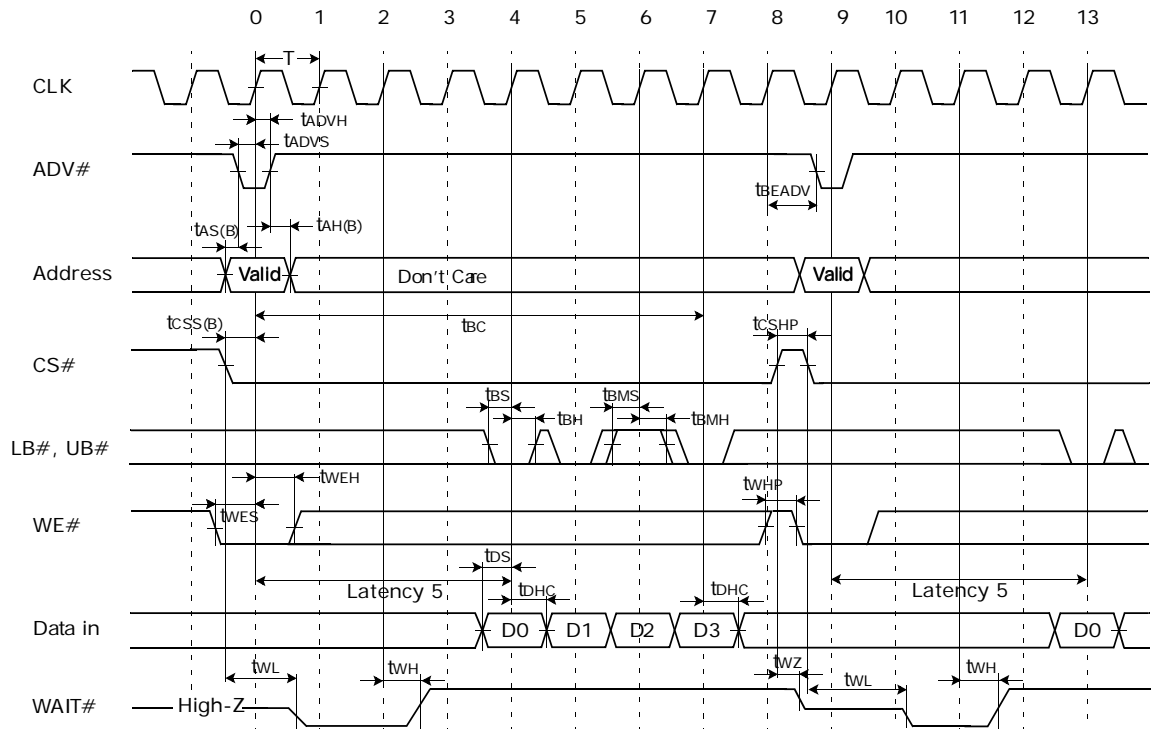 0 1 2 3 4 5 6 7 8 9 10 11 12 13
T
CLK
tADVH
tADVS
ADV#
tBEADV
tAS(B)
tAH(B)
Address
Valid
Don't Care
Valid
tCSS(B)
tBC
tCSHP
CS#
tBS
tBH
tBMS
tBMH
LB#, UB#
tWEH
tWHP
tWES
WE#
tDS
Latency 5
tDHC
tDHC
Latency 5
Data in
D0
D1
D2
D3
D0
tWL
tWH
tWZ
tWL
tWH
WAIT#
High-Z